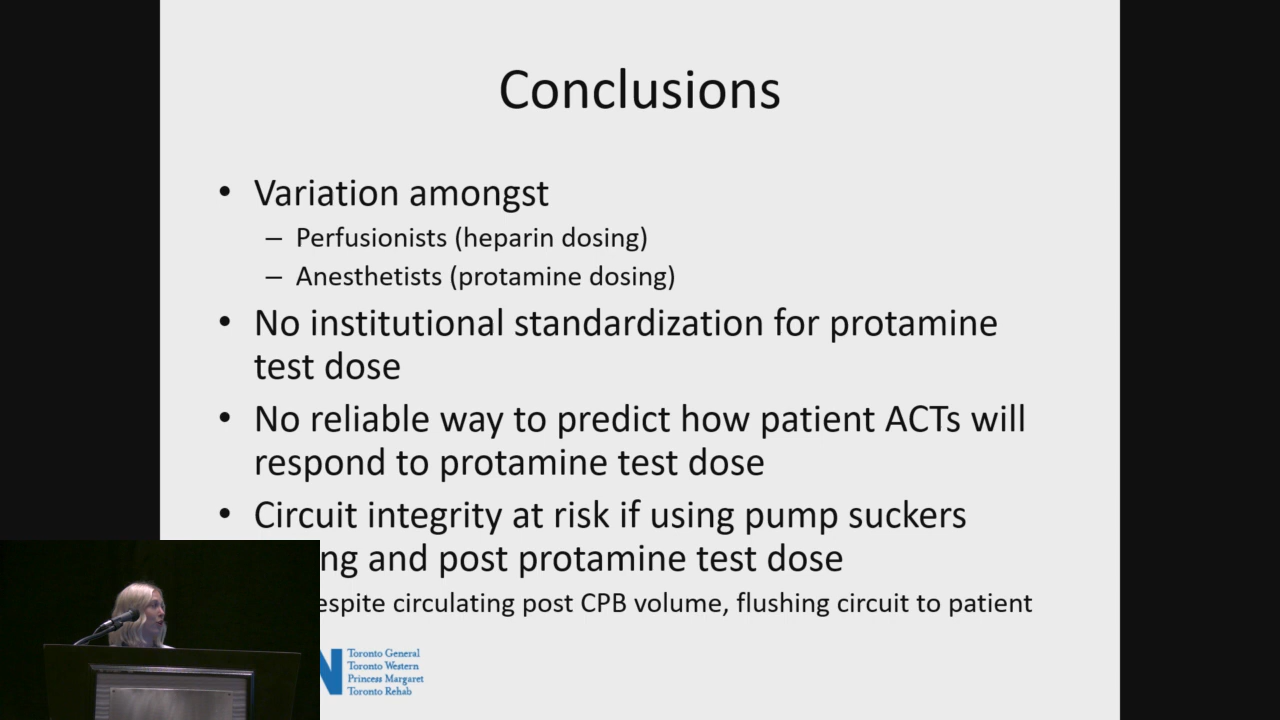 Conclusions
• Variation amongst
– Perfusionists (heparin dosing)
– Anesthetists (protamine dosing)
• No institutional standardization for protamine
test dose
• No reliable way to predict how patient ACTs will
respond to protamine test dose
• Circuit integrity at risk if using pump suckers
and post protamine test dose
circulating post CPB volume, flushing circuit to patient
Toronto General
Toronto Western
Princess Margaret
Toronto Rehab